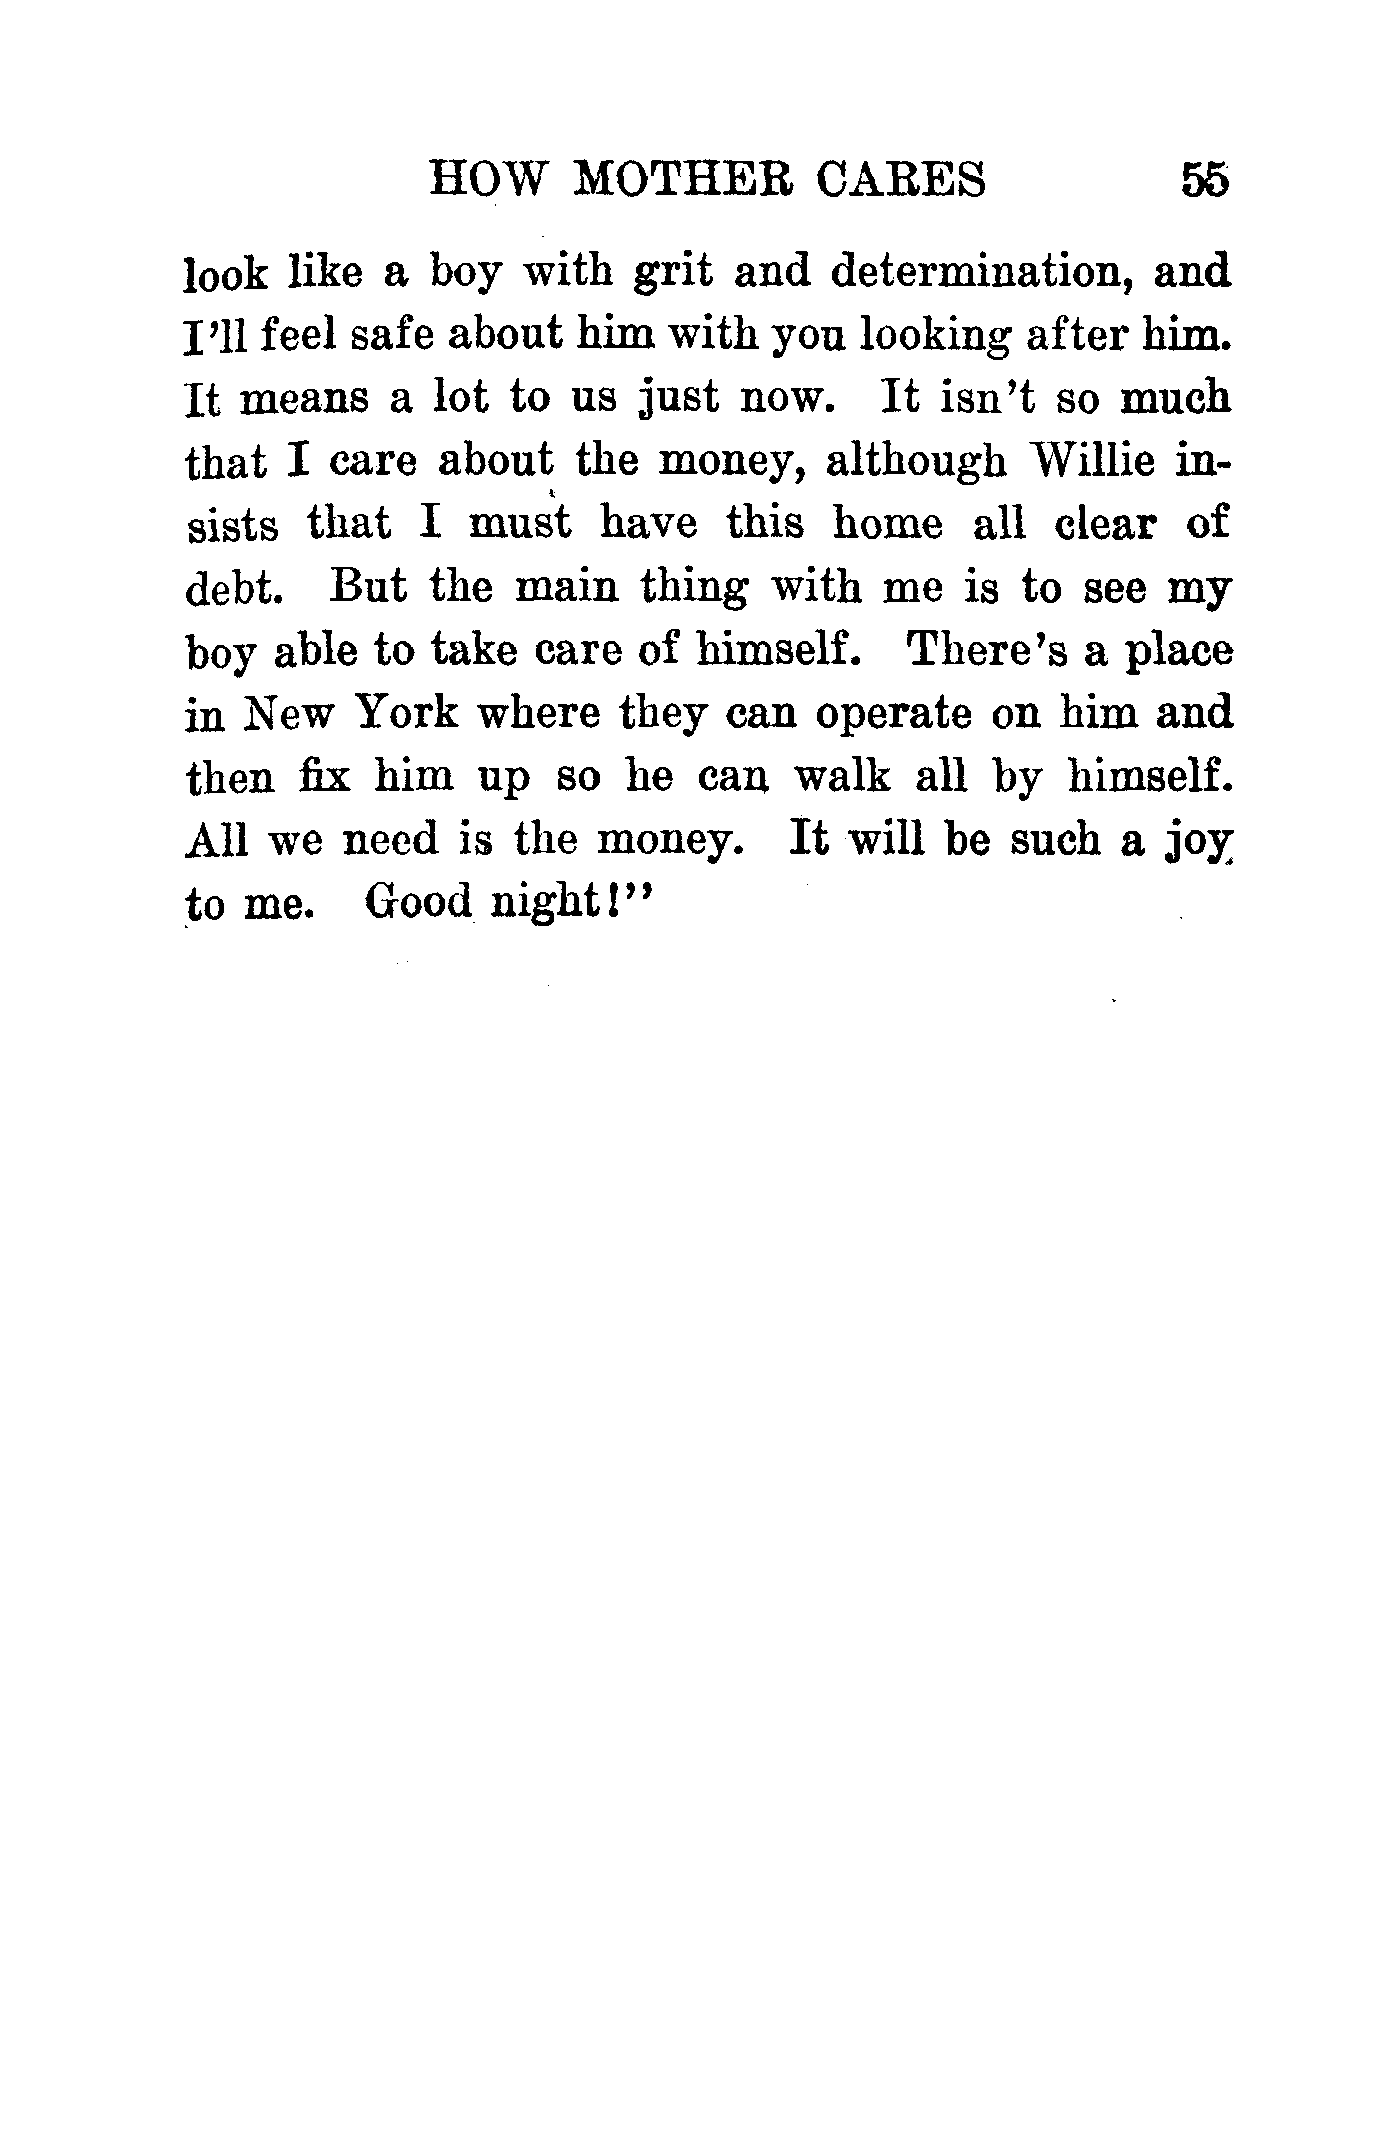 HOW MOTHER CARES 55
look like a boy with grit and determination, and
I'll feel safe about him with you looking after him.
It means a lot to us just now. It isn't so much
that I care about the money, although Willie in-
sists that I must have this home all clear of
debt. But the main thing with me is to see my
boy able to take care of himself. There's a place
in New York where they can operate on him and
then fix him up so he can walk all by himself.
All we need is the money. It will be such a joy
to me. Good night!"